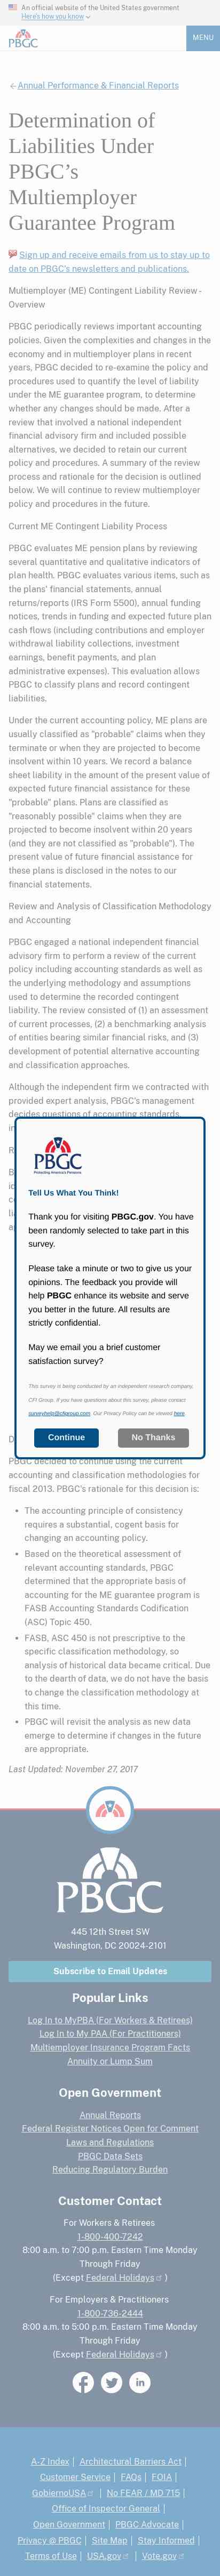 An official website of the United States government
Here's how you know
PBGC
MENU
Annual Performance & Financial Reports
Determination of
Liabilities Under
PBGC's
Multiemployer
Guarantee Program
Sign up and receive emails from us to stay up to
date on PBGC's newsletters and publications.
Multiemployer (ME) Contingent Liability Review-
Overview
PBGC periodically reviews important accounting
policies. Given the complexities and changes in the
economy and multiemployer plans in recent
years, PBGC decided to re-examine the policy and
procedures used to quantify the level of liability
under the ME guarantee program, to determine
whether any changes should be made. After an
extensive review, and a national independent
financial advisory firm assessment, PBGC decided
to retain our present accounting policy and
procedures. A summary of the review process
and rationale for the decision is outlined below.
We will continue to review multiemployer policy
and procedures in the future.
Current ME Contingent Liability Process
PBGC evaluates ME pension plans by reviewing
several quantitative and qualitative indicators of
plan health. PBGC evaluates various items, such as
the plans' financial statements, annual
returns/reports (IRS Form 5500), annual funding
notices, trends in funding and expected future plan
cash flows (including contributions and employer
withdrawal liability collections, investment
earnings, benefit payments, and plan
administrative expenses). This evaluation allows
PBGC to classify plans and record contingent
liabilities.
Under the current accounting policy, ME plans are
usually classified as "probable" claims when they
are projected to become insolvent and require our
assistance within 10 years. We record a balance
sheet liability in the amount of the present value of
expected future financial assistance for these
"probable" plans. Plans are classified as
"reasonably possible" claims when they are
projected to become insolvent within 20 years (and
they are not classified as "probable"). The present
value of future financial assistance for these plans
is disclosed in the notes.
Review and Analysis of Classification Methodology
and Accounting
PBGC engaged a national independent financial
advisory firm to perform a review of the current
state of the underlying methodology and
assumptions used to determine the recorded
contingent liability. The review consisted of (1) an
assessment of current processes, (2) a
benchmarking analysis with companies having
similar financial risks, and (3) development of
potential alternative accounting and classification
approaches.
Although the independent firm we contracted with
provided expert analysis, PBGC's management
decides questions of accounting standards,
PBGC
Protecting America's Pensions
Tell Us What You Think!
Thank you for visiting PBGC.gov. You have
been randomly selected to take part in this
survey.
Please take a minute or two to give us your
opinions. The feedback you provide will
help PBGC enhance its website and serve
you better in the future. All results are
strictly confidential.
May we email you a brief customer
satisfaction survey?
This survey is being conducted by an independent research company,
CFI Group. If you have questions about this survey, please contact
surveyhelp@cfigroup.com. Our Privacy Policy can be viewed here.
Continue
No Thanks
PBGC decided to continue using the current
accounting and classification methodologies for
fiscal 2013. PBGC's rationale for this decision is:
The accounting principle of consistency
requires a substantial, cogent basis for
changing an accounting policy.
Based on the theoretical assessment of
relevant accounting standards, PBGC
determined that the most appropriate basis of
accounting for the ME guarantee program is
FASB Accounting Standards Codification
(ASC) Topic 450.
FASB, ASC 450 is not prescriptive to the
specific classification methodology, so
analysis of historical data became critical. Due
to the dearth of data, it was not possible to
determine the most appropriate methodology at
this time.
PBGC will revisit the analysis as new data
emerge to determine if changes in the future
are appropriate.
Last Updated: November 27, 2017
PBGC
445 12th Street SW
Washington, DC 20024-2101
Subscribe to Email Updates
Popular Links
Log In to MyPBA (For Workers & Retirees)
Log In to My PAA (For Practitioners)
Multiemployer Insurance Program Facts
Annuity or Lump Sum
Open Government
Annual Reports
Federal Register Notices Open for Comment
Laws and Regulations
PBGC Data Sets
Reducing Regulatory Burden
Customer Contact
For Workers & Retirees
1-800-400-7242
8:00 a.m. to 7:00 p.m. Eastern Time Monday
Through Friday
(Except Federal Holidays )
For Employers & Practitioners
1-800-736-2444
8:00 a.m. to 5:00 p.m. Eastern Time Monday
Through Friday
(Except Federal Holidays )
A-Z Index | Architectural Barriers Act |
Customer Service | FAQs | FOIA |
GobiernoUSA | No FEAR / MD 715 |
Office of Inspector General |
Open Government | PBGC Advocate |
Privacy @ PBGC | Site Map | Stay Informed |
Terms of Use | USA.gov | Vote.gov